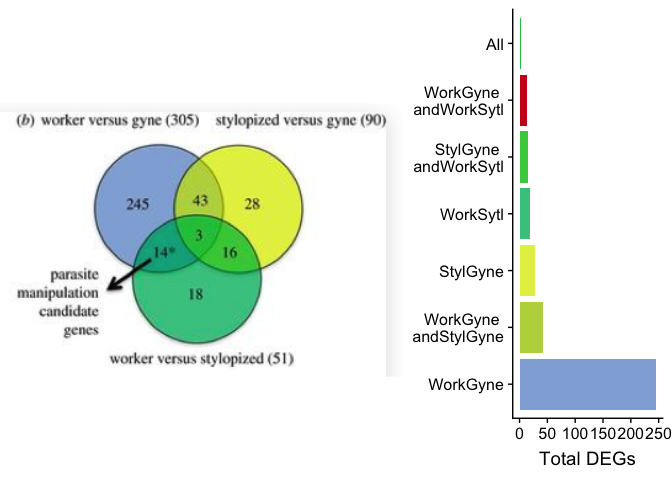 (b) worker versus gyne (305) stylopized versus gyne (90)
245
43
28
3
14*
16
18
parasite
manipulation
candidate
genes
worker versus stylopized (51)
All
WorkGyne
andWorkSytl
StylGyne
andWorkSytl
WorkSytl
StylGyne
WorkGyne
andStylGyne
WorkGyne
0 50 100 150 200 250
Total DEGs